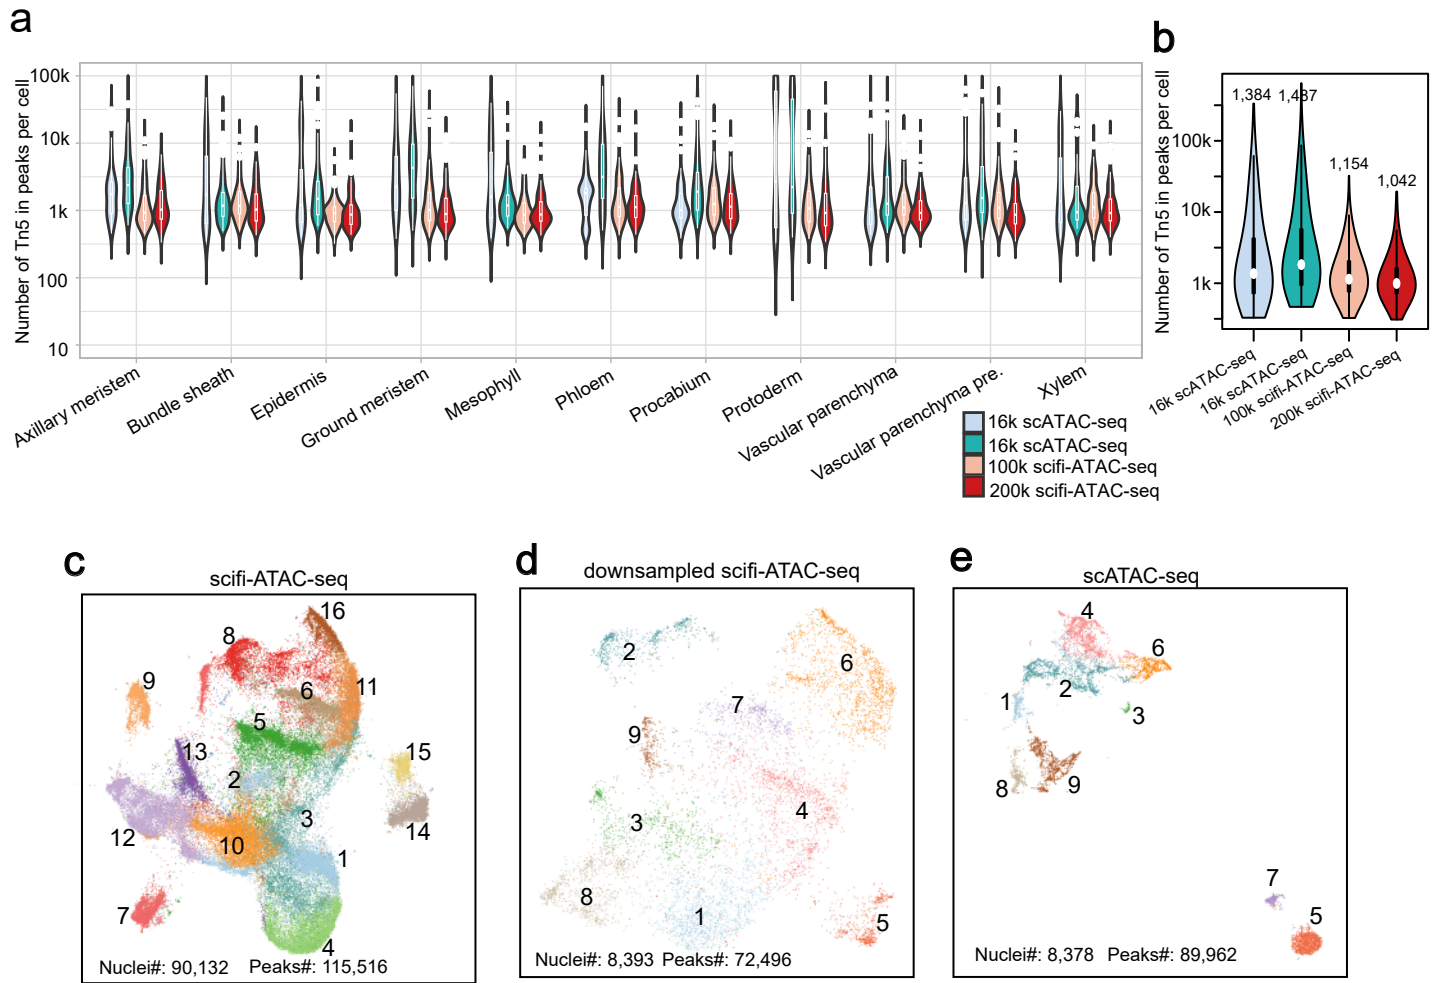 a
Number of Tn5 in peaks per cell
100k
10k
1k
100
10
Axillary meristem
Bundle sheath
Epidermis
Ground meristem
Mesophyll
Phloem
Procabium
Protoderm
Vascular parenchyma
Vascular parenchyma pre.
Xylem
16k scATAC-seq
16k scATAC-seq
100k scifi-ATAC-seq
200k scifi-ATAC-seq
b
Number of Tn5 in peaks per cell
100k
10k
1k
1,384
1,487
1,154
1,042
16k scATAC-seq
16k scATAC-seq
100k scifi-ATAC-seq
200k scifi-ATAC-seq
c
scifi-ATAC-seq
16
8
9
6
11
5
13
15
2
3
12
10
14
1
7
4
Nuclei#: 90,132 Peaks#: 115,516
d
downsampled scifi-ATAC-seq
2
6
7
9
4
3
8
1
5
Nuclei#: 8,393 Peaks#: 72,496
e
scATAC-seq
4
6
2
1
3
8
9
7
5
Nuclei#: 8,378 Peaks#: 89,962